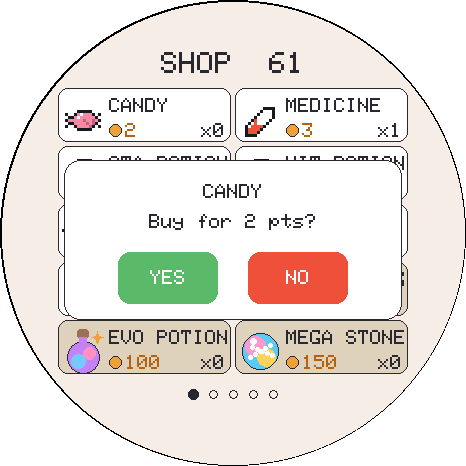 SHOP 61
CANDY MEDICINE
2 x0 3 x1
CANDY
Buy for 2 pts?
YES NO
EVO POTION MEGA STONE
100 x0 150 x0